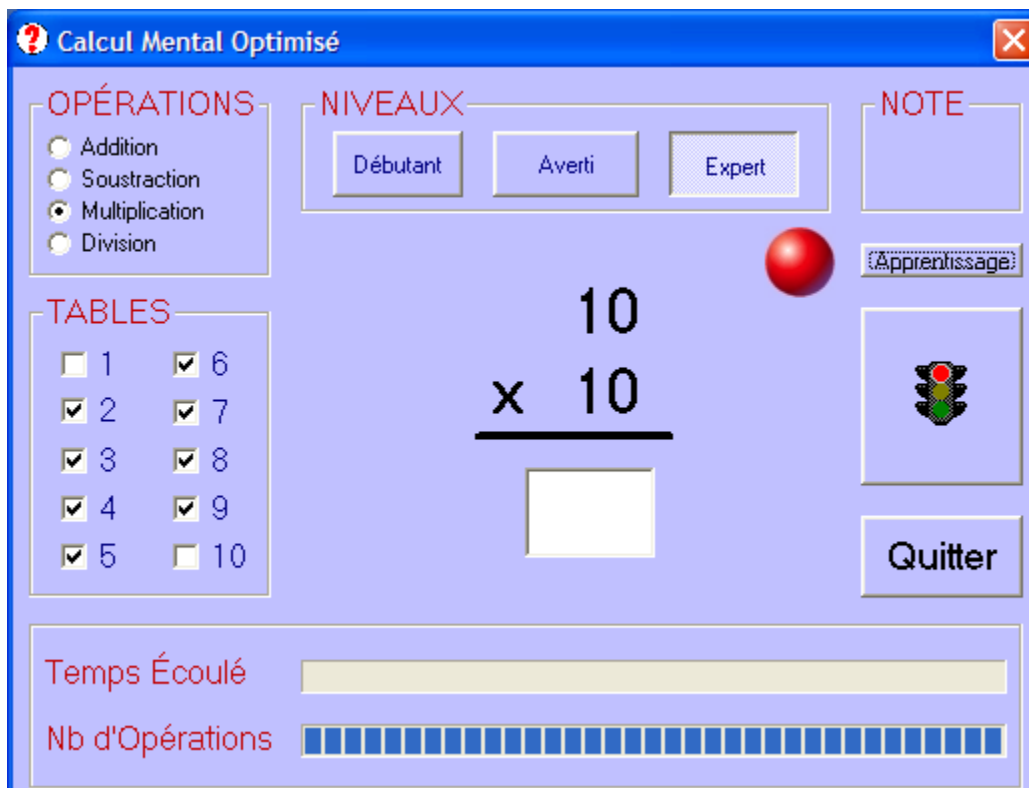 Calcul Mental Optimisé
OPÉRATIONS
Addition
Soustraction
Multiplication
Division
NIVEAUX
Débutant
Averti
Expert
NOTE
Apprentissage
TABLES
1
6
2
7
3
8
4
9
5
10
10
x 10
Quitter
Temps Écoulé
Nb d'Opérations